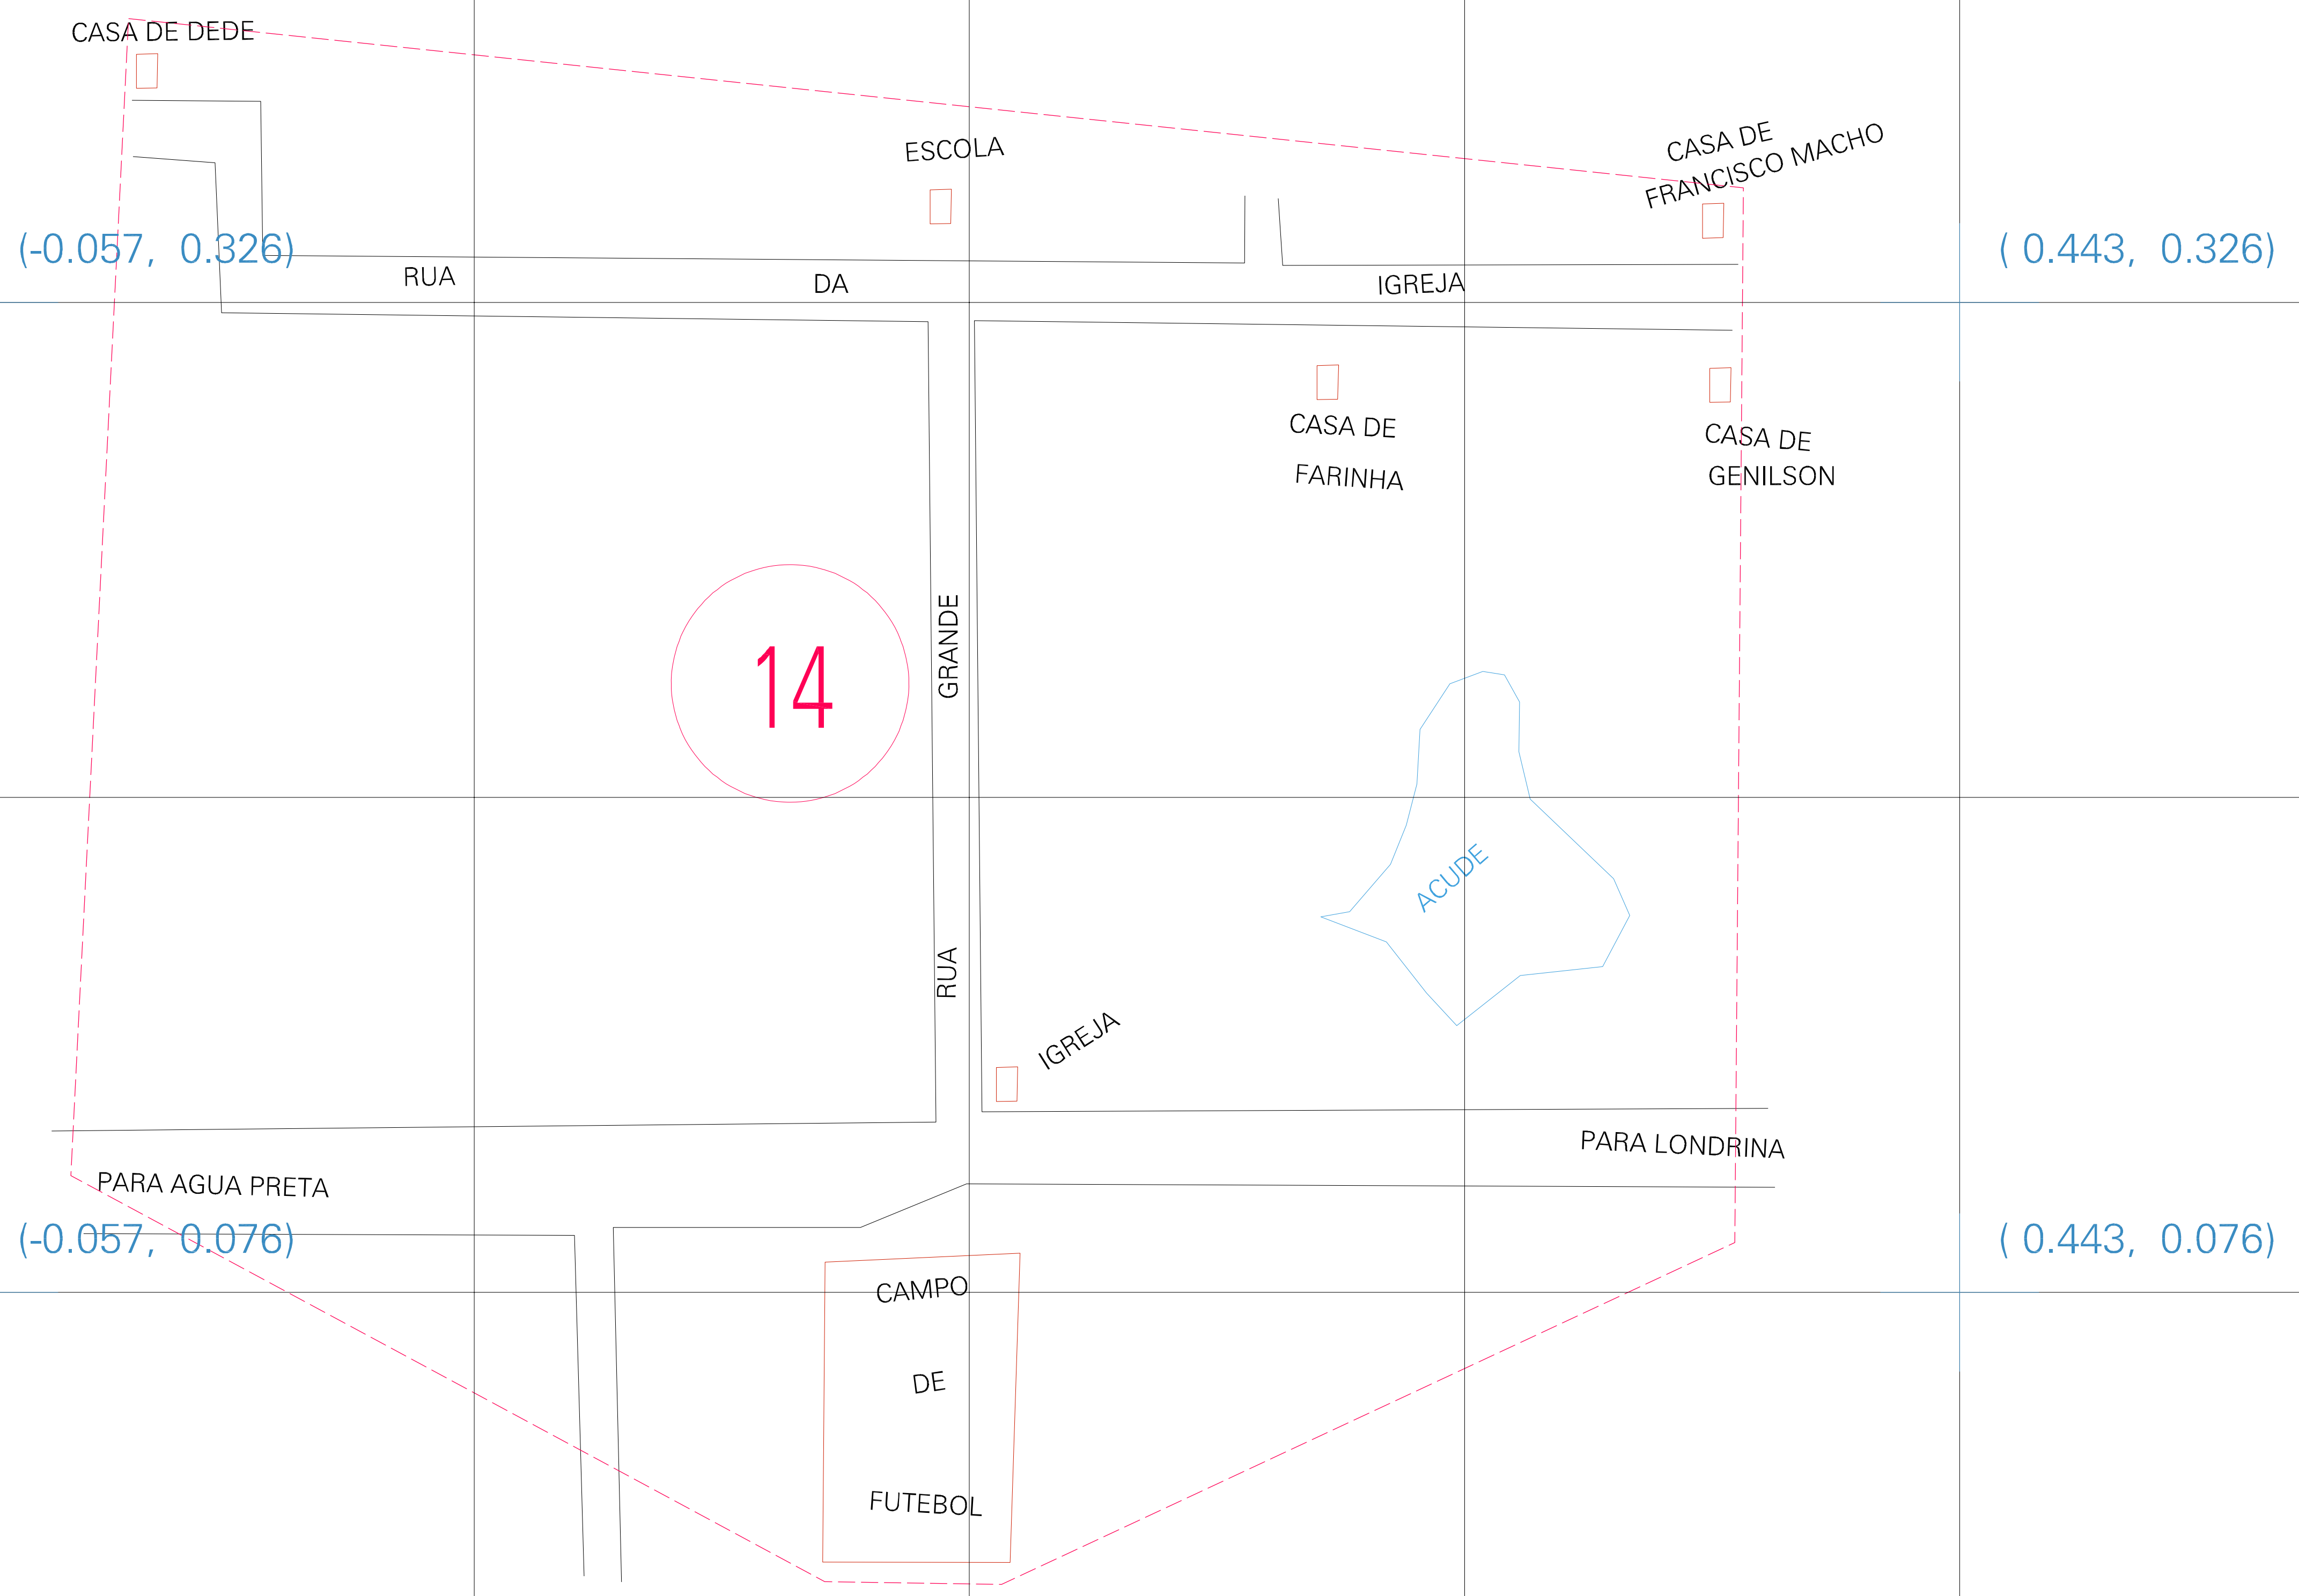 CASA DE DEDE
ESCOLA
CASA DE
FRANCISCO MACHO
(-0.057, 0.326)
( 0.443, 0.326)
RUA DA IGREJA
CASA DE
FARINHA
CASA DE
GENILSON
14
RUA GRANDE
ACUDE
IGREJA
PARA LONDRINA
PARA AGUA PRETA
(-0.057, 0.076)
( 0.443, 0.076)
CAMPO
DE
FUTEBOL